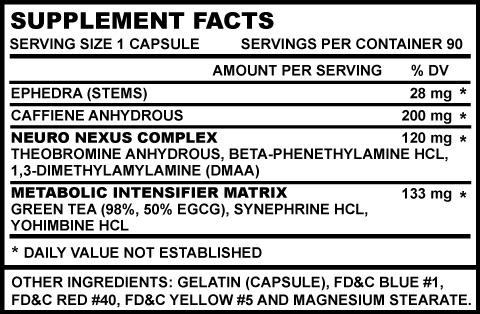 SUPPLEMENT FACTS
SERVING SIZE 1 CAPSULE SERVINGS PER CONTAINER 90
AMOUNT PER SERVING % DV
EPHEDRA (STEMS) 28 mg *
CAFFIENE ANHYDROUS 200 mg *
NEURO NEXUS COMPLEX 120 mg *
THEOBROMINE ANHYDROUS, BETA-PHENETHYLAMINE HCL,
1,3-DIMETHYLAMYLAMINE (DMAA)
METABOLIC INTENSIFIER MATRIX 133 mg *
GREEN TEA (98%, 50% EGCG), SYNEPHRINE HCL,
YOHIMBINE HCL
* DAILY VALUE NOT ESTABLISHED
OTHER INGREDIENTS: GELATIN (CAPSULE), FD&C BLUE #1,
FD&C RED #40, FD&C YELLOW #5 AND MAGNESIUM STEARATE.